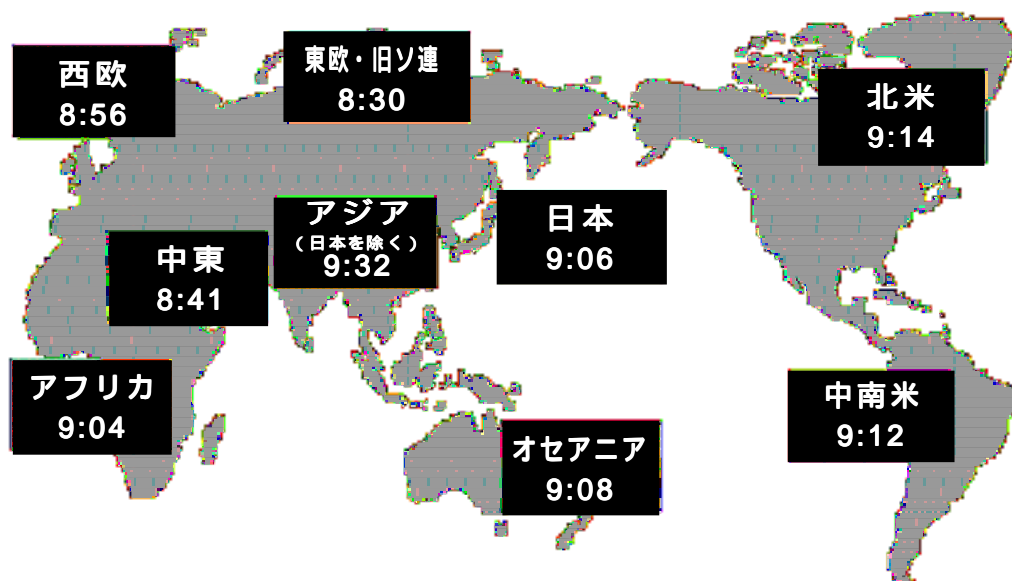 西欧
8:56
東欧・旧ソ連
8:30
北米
9:14
アジア
(日本を除く)
9:32
日本
9:06
中東
8:41
アフリカ
9:04
中南米
9:12
オセアニア
9:08